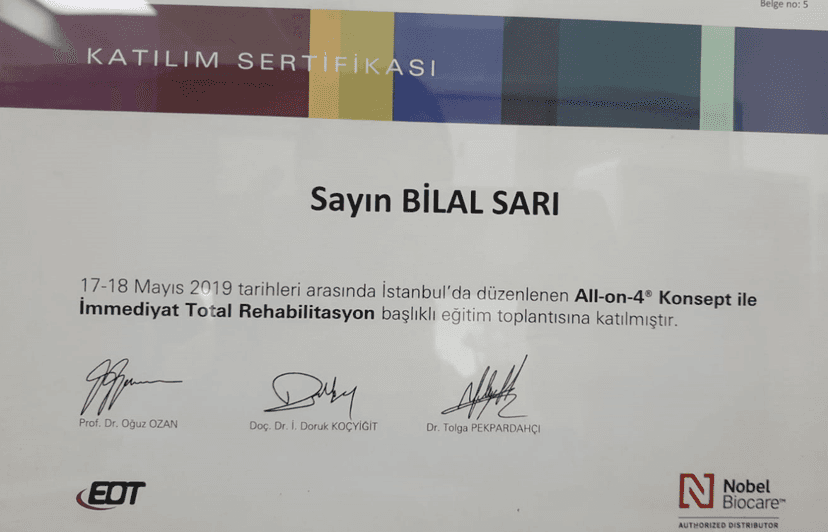 Belge no: 5
KATILIM SERTİFİKASI
Sayın BİLAL SARI
17-18 Mayıs 2019 tarihleri arasında İstanbul'da düzenlenen All-on-4® Konsept ile
İmmediyat Total Rehabilitasyon başlıklı eğitim toplantısına katılmıştır.
Prof. Dr. Oğuz OZAN
Doç. Dr. İ. Doruk KOÇYİĞİT
Dr. Tolga PEKPARDAHÇI
EOT
N
Nobel
Biocare™
AUTHORIZED DISTRIBUTOR